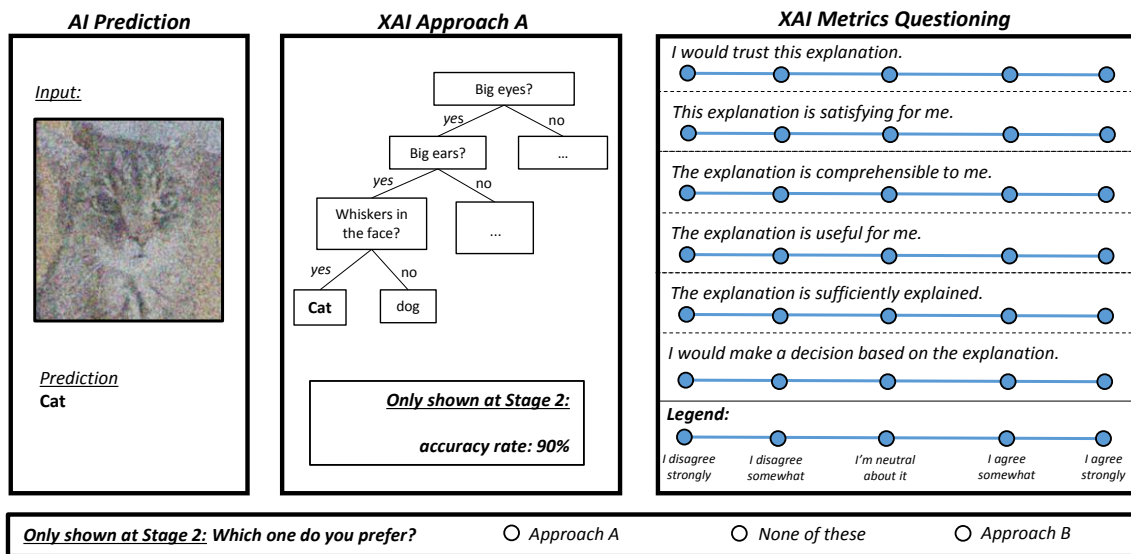 AI Prediction
Input:
Prediction
Cat
XAI Approach A
Big eyes?
yes
no
Big ears?
...
yes
no
Whiskers in
the face?
...
yes
no
Cat
dog
Only shown at Stage 2:
accuracy rate: 90%
XAI Metrics Questioning
I would trust this explanation.
This explanation is satisfying for me.
The explanation is comprehensible to me.
The explanation is useful for me.
The explanation is sufficiently explained.
I would make a decision based on the explanation.
Legend:
I disagree
strongly
I disagree
somewhat
I'm neutral
about it
I agree
somewhat
I agree
strongly
Only shown at Stage 2: Which one do you prefer?
Approach A
None of these
Approach B